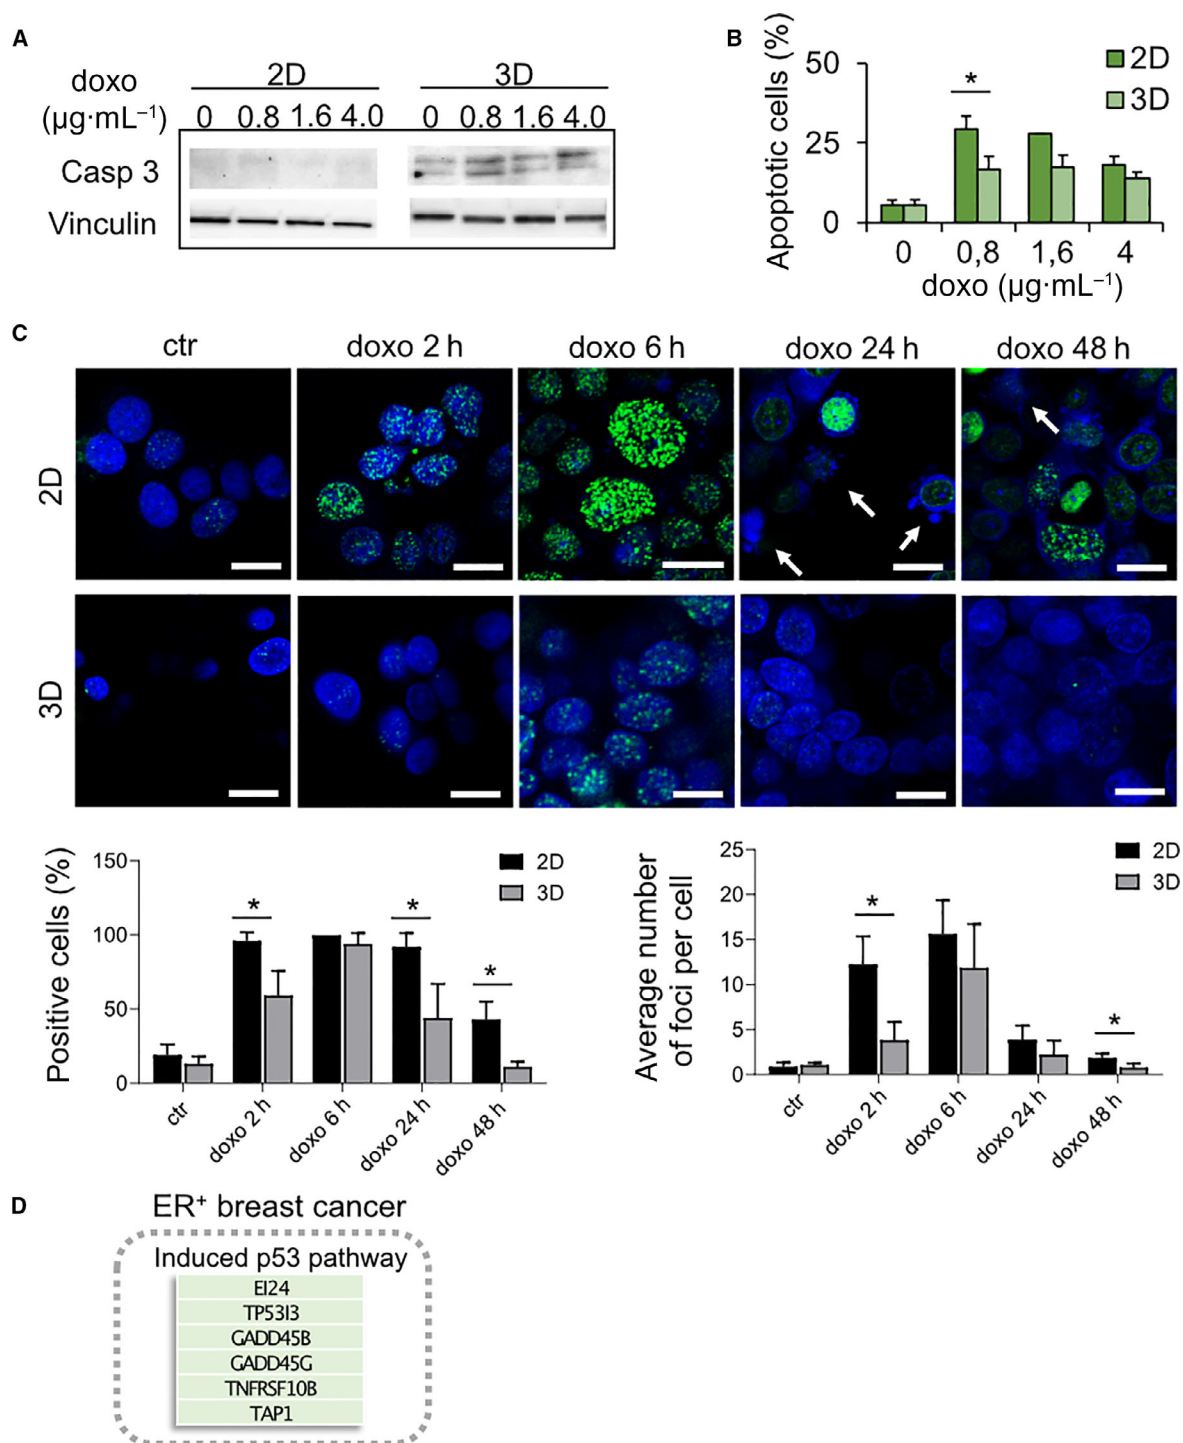 A
doxo
(µg·mL⁻¹)
2D
3D
0 0.8 1.6 4.0
0 0.8 1.6 4.0
Casp 3
Vinculin
B
Apoptotic cells (%)
50
25
0
*
2D
3D
0 0,8 1,6 4
doxo (µg·mL⁻¹)
C
ctr doxo 2 h doxo 6 h doxo 24 h doxo 48 h
2D
3D
Positive cells (%)
150
100
50
0
* * *
2D
3D
ctr doxo 2 h doxo 6 h doxo 24 h doxo 48 h
Average number
of foci per cell
25
20
15
10
5
0
* *
2D
3D
ctr doxo 2 h doxo 6 h doxo 24 h doxo 48 h
D
ER⁺ breast cancer
Induced p53 pathway
EI24
TP53I3
GADD45B
GADD45G
TNFRSF10B
TAP1